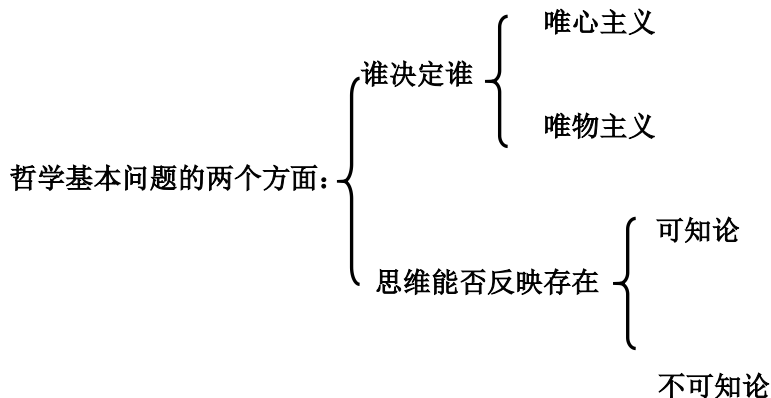 唯心主义
谁决定谁
唯物主义
哲学基本问题的两个方面：
可知论
思维能否反映存在
不可知论